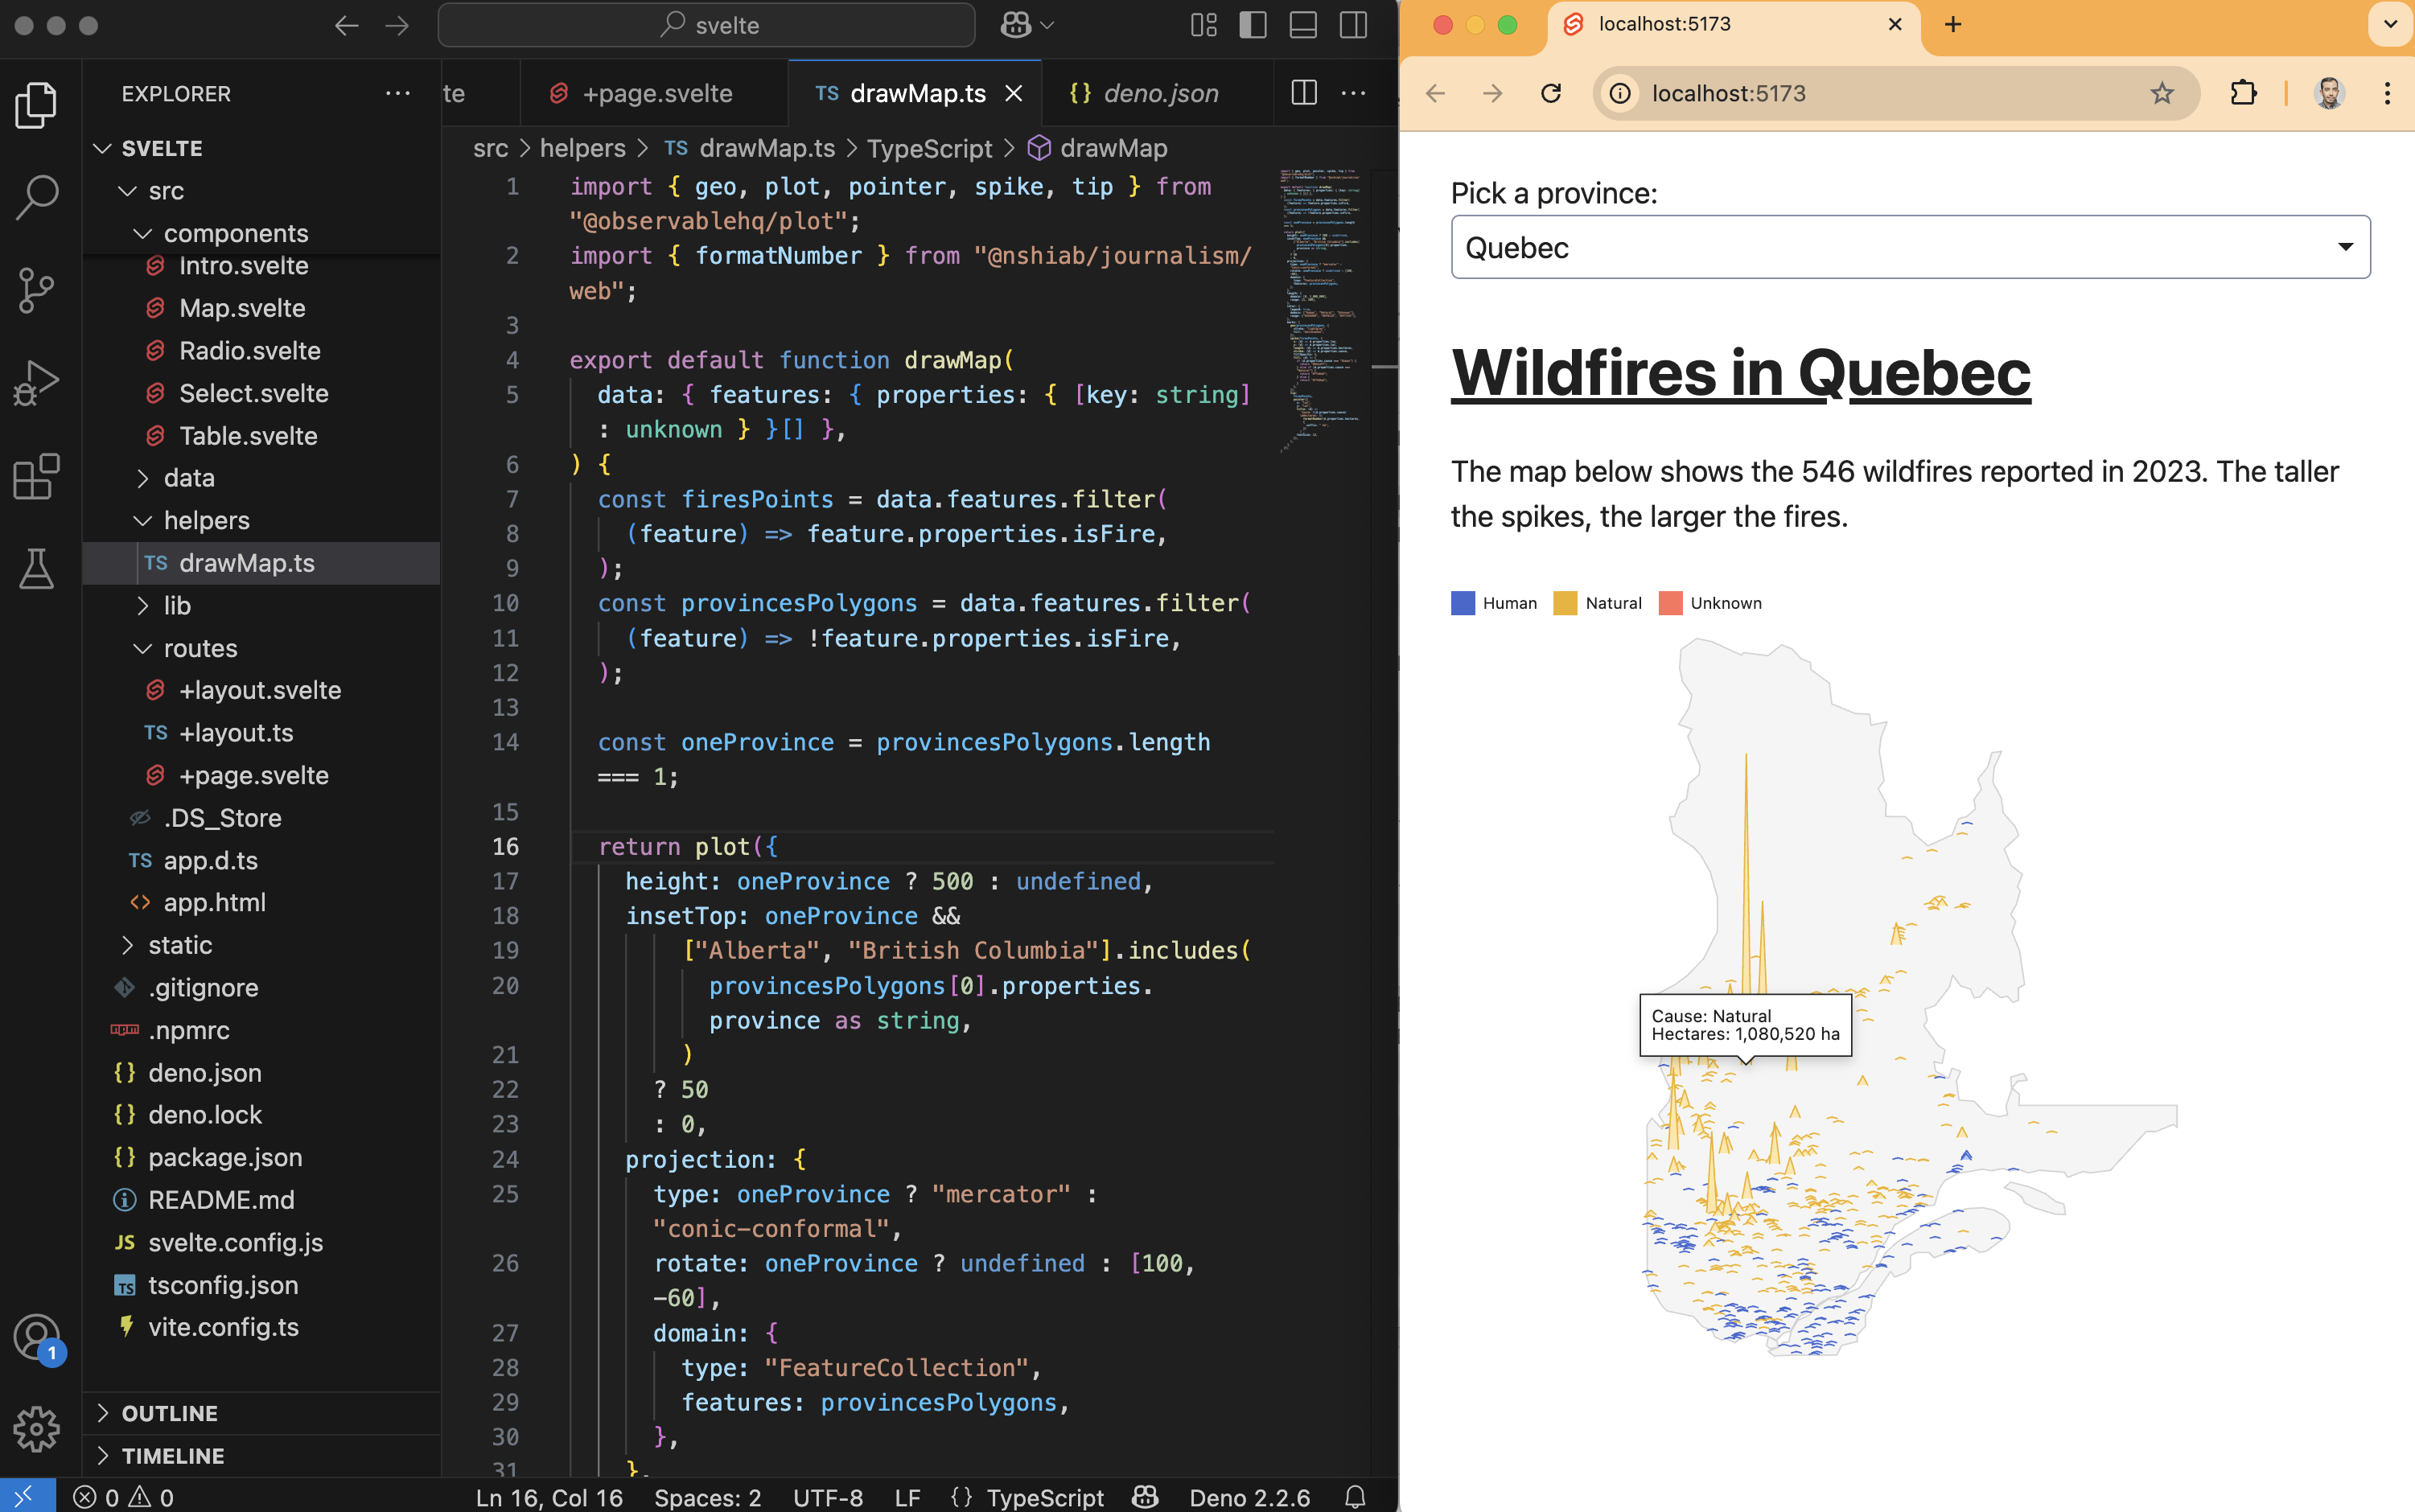 svelte
EXPLORER
SVELTE
src
components
Intro.svelte
Map.svelte
Radio.svelte
Select.svelte
Table.svelte
data
helpers
TS drawMap.ts
lib
routes
+layout.svelte
TS +layout.ts
+page.svelte
.DS_Store
TS app.d.ts
<> app.html
static
.gitignore
npm .npmrc
{} deno.json
{} deno.lock
{} package.json
README.md
JS svelte.config.js
TS tsconfig.json
vite.config.ts
OUTLINE
TIMELINE
1
te
+page.svelte
TS drawMap.ts
{} deno.json
src > helpers > TS drawMap.ts > TypeScript > drawMap
1 import { geo, plot, pointer, spike, tip } from
"@observablehq/plot";
2 import { formatNumber } from "@nshiab/journalism/
web";
3
4 export default function drawMap(
5 data: { features: { properties: { [key: string]
: unknown } }[] },
6 ) {
7 const firesPoints = data.features.filter(
8 (feature) => feature.properties.isFire,
9 );
10 const provincesPolygons = data.features.filter(
11 (feature) => !feature.properties.isFire,
12 );
13
14 const oneProvince = provincesPolygons.length
=== 1;
15
16 return plot({
17 height: oneProvince ? 500 : undefined,
18 insetTop: oneProvince &&
19 ["Alberta", "British Columbia"].includes(
20 provincesPolygons[0].properties.
province as string,
21 )
22 ? 50
23 : 0,
24 projection: {
25 type: oneProvince ? "mercator" :
"conic-conformal",
26 rotate: oneProvince ? undefined : [100,
-60],
27 domain: {
28 type: "FeatureCollection",
29 features: provincesPolygons,
30 },
31 },
0 0
Ln 16, Col 16 Spaces: 2 UTF-8 LF {} TypeScript Deno 2.2.6
localhost:5173
localhost:5173
Pick a province:
Quebec
Wildfires in Quebec
The map below shows the 546 wildfires reported in 2023. The taller
the spikes, the larger the fires.
Human Natural Unknown
Cause: Natural
Hectares: 1,080,520 ha